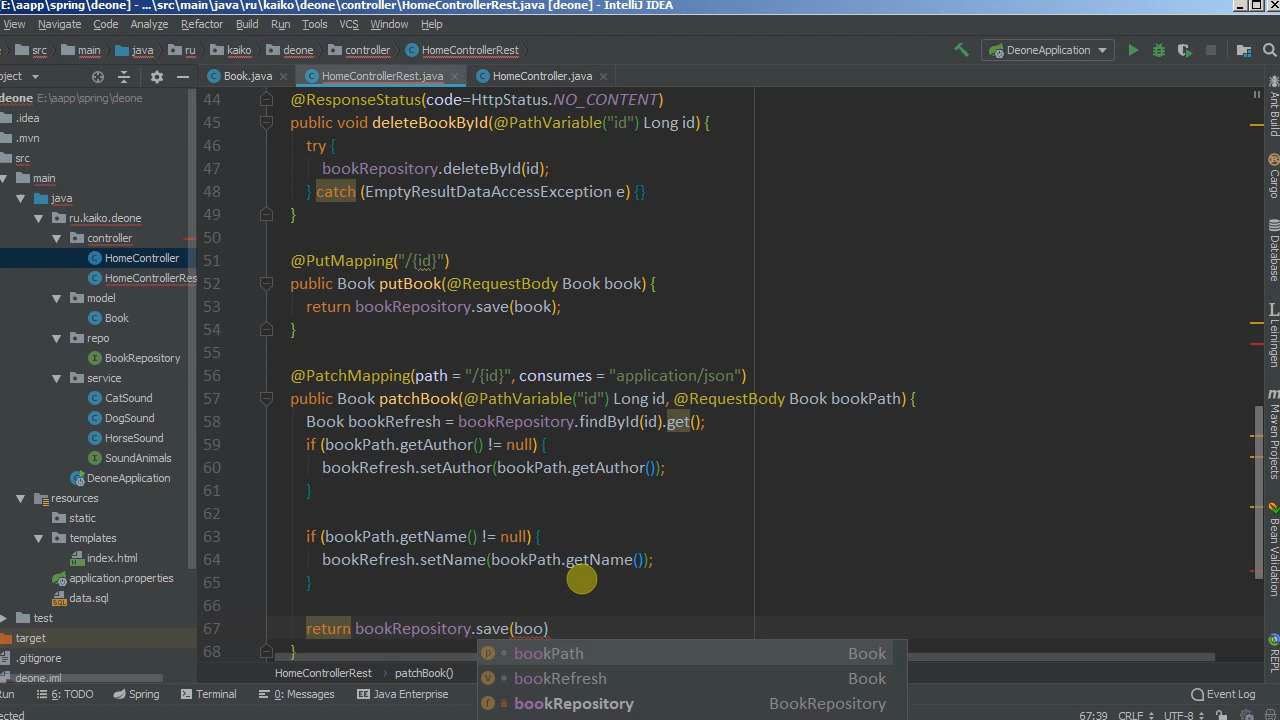 E:\aapp\spring\deone] - ...\src\main\java\ru\kaiko\deone\controller\HomeControllerRest.java [deone] - IntelliJ IDEA
View Navigate Code Analyze Refactor Build Run Tools VCS Window Help
src main java ru kaiko deone controller HomeControllerRest DeoneApplication
oject Book.java HomeControllerRest.java HomeController.java
deone E:\aapp\spring\deone
.idea
.mvn
src
main
java
ru.kaiko.deone
controller
HomeController
HomeControllerRes
model
Book
repo
BookRepository
service
CatSound
DogSound
HorseSound
SoundAnimals
DeoneApplication
resources
static
templates
index.html
application.properties
data.sql
test
target
.gitignore
deone.iml
44 @ResponseStatus(code=HttpStatus.NO_CONTENT)
45 public void deleteBookById(@PathVariable("id") Long id) {
46 try {
47 bookRepository.deleteById(id);
48 } catch (EmptyResultDataAccessException e) {}
49 }
50
51 @PutMapping("/{id}")
52 public Book putBook(@RequestBody Book book) {
53 return bookRepository.save(book);
54 }
55
56 @PatchMapping(path = "/{id}", consumes = "application/json")
57 public Book patchBook(@PathVariable("id") Long id, @RequestBody Book bookPath) {
58 Book bookRefresh = bookRepository.findById(id).get();
59 if (bookPath.getAuthor() != null) {
60 bookRefresh.setAuthor(bookPath.getAuthor());
61 }
62
63 if (bookPath.getName() != null) {
64 bookRefresh.setName(bookPath.getName());
65 }
66
67 return bookRepository.save(boo)
68 }
bookPath Book
bookRefresh Book
bookRepository BookRepository
HomeControllerRest patchBook()
Ant Build
Cargo
Database
Leiningen
Maven Projects
Bean Validation
REPL
Run 6: TODO Spring Terminal 0: Messages Java Enterprise Event Log
ected 67:39 CRLF UTF-8